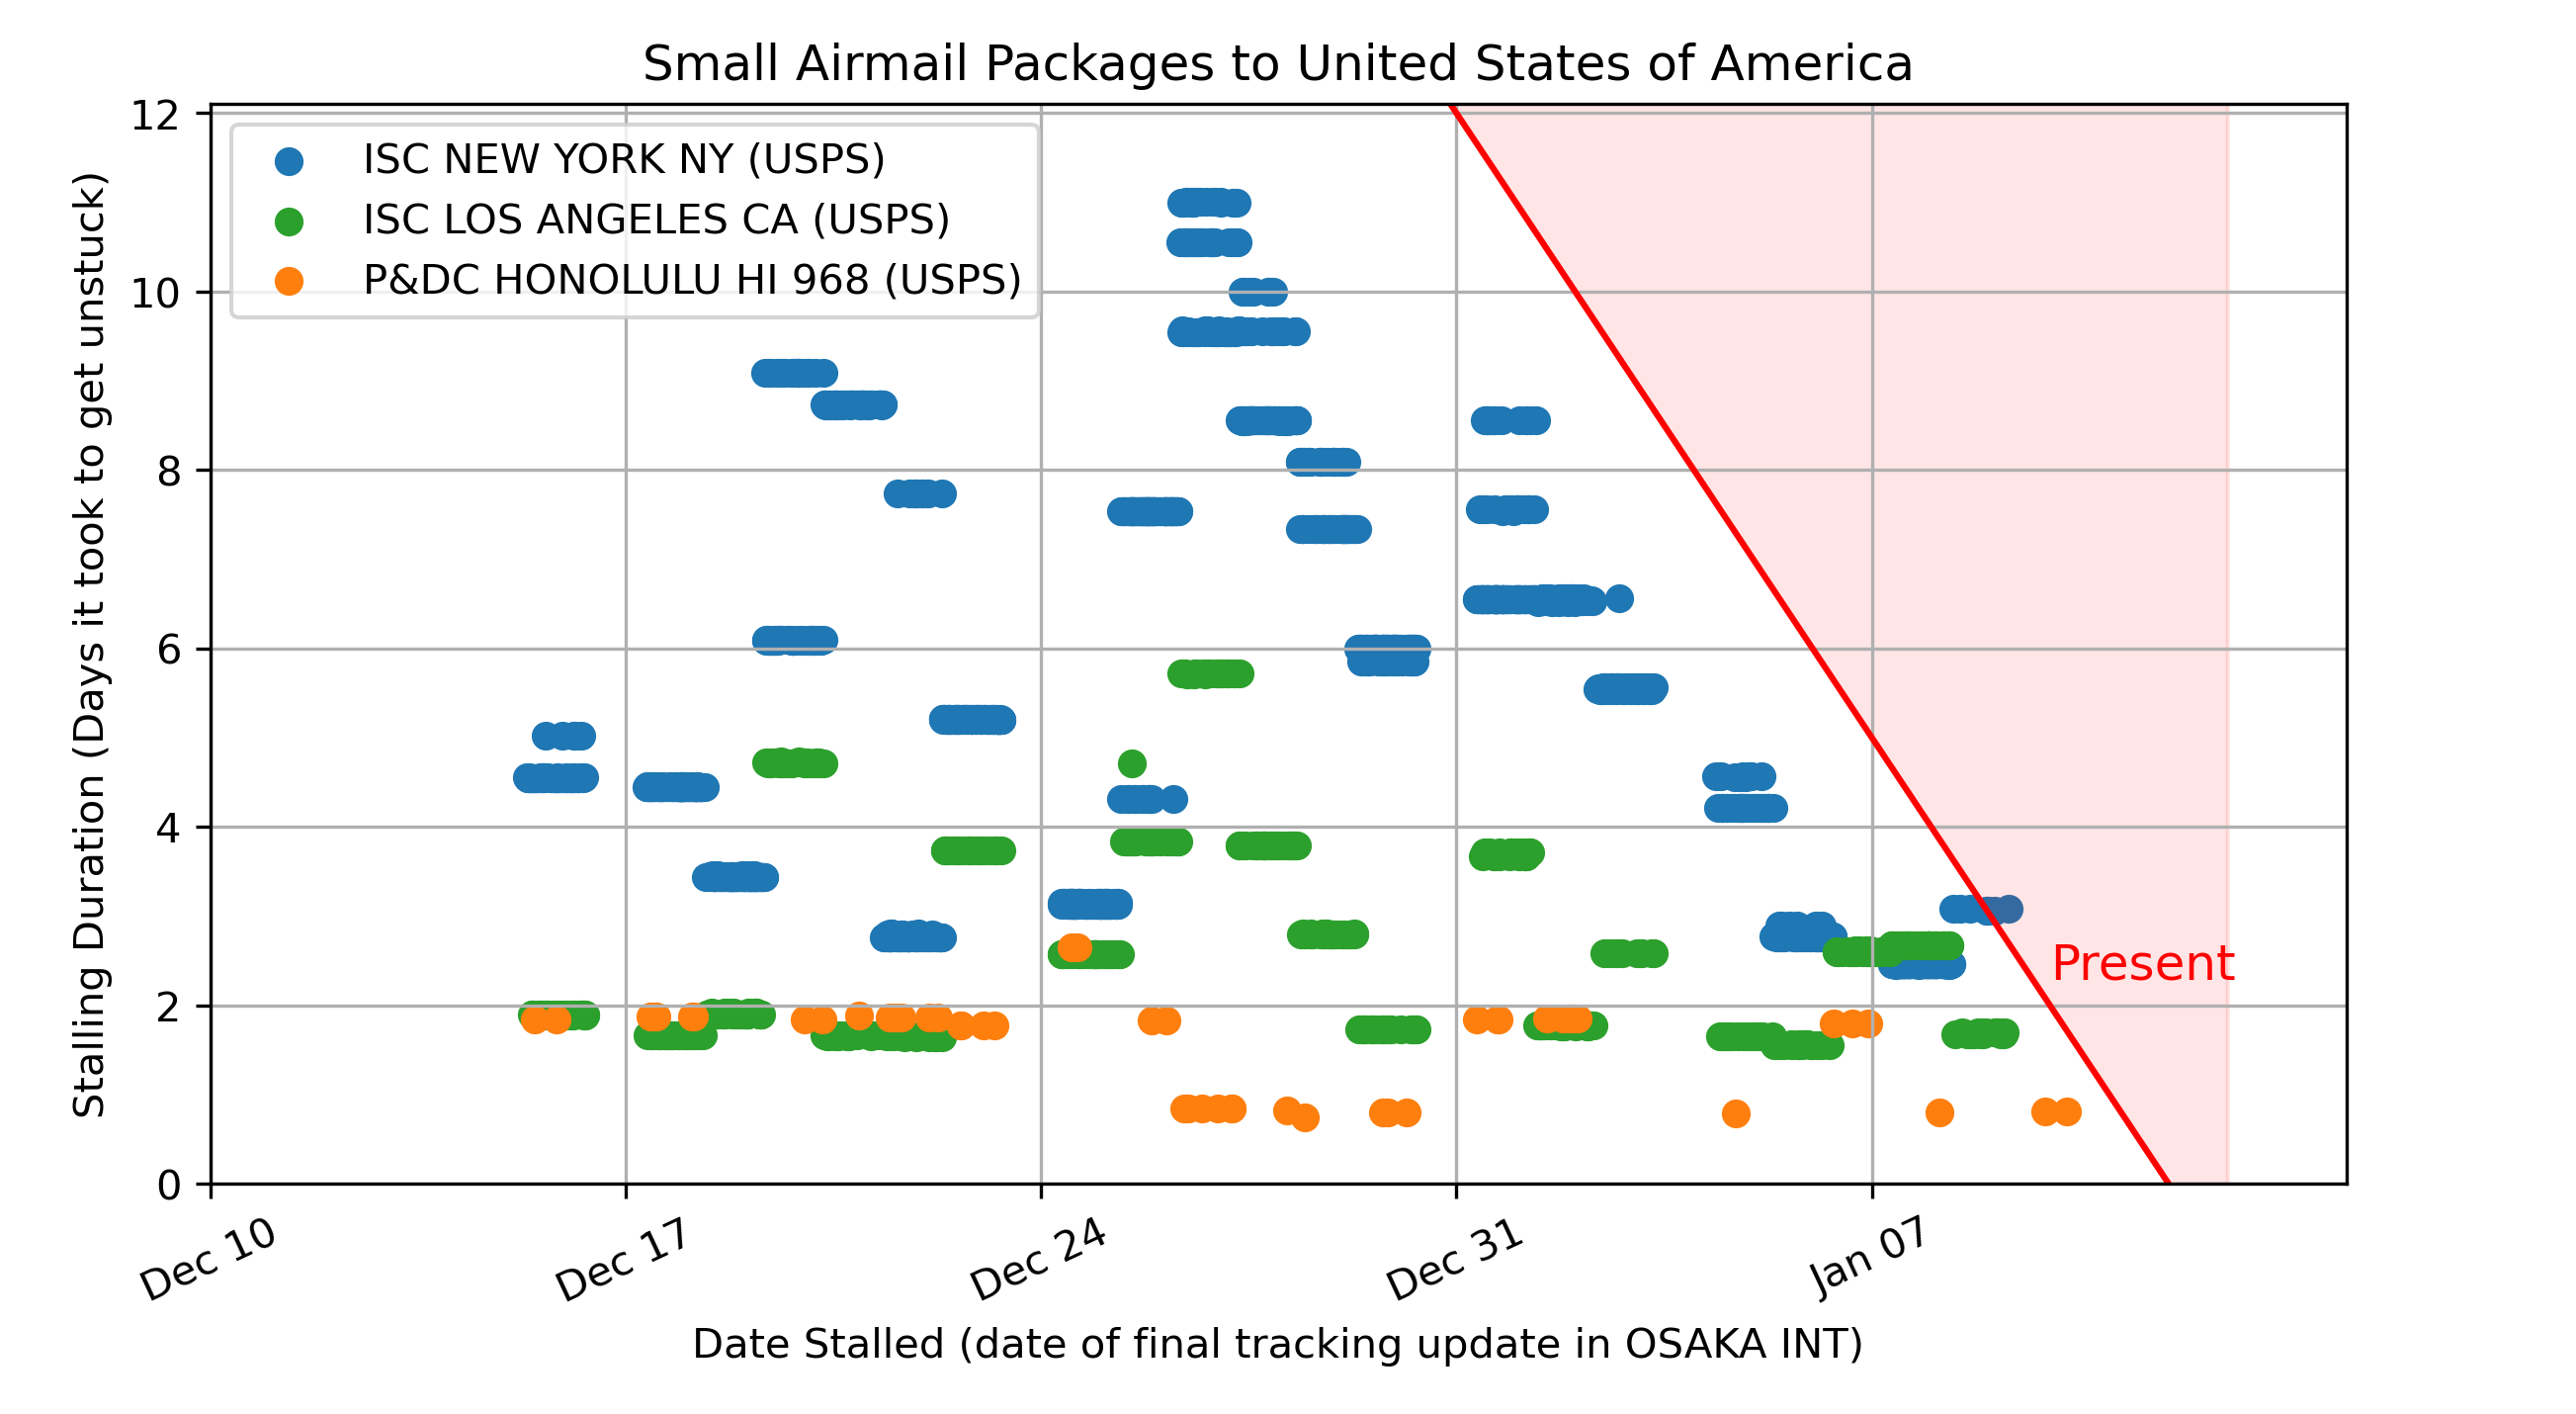 Small Airmail Packages to United States of America
12
10
8
6
4
2
0
Stalling Duration (Days it took to get unstuck)
ISC NEW YORK NY (USPS)
ISC LOS ANGELES CA (USPS)
P&DC HONOLULU HI 968 (USPS)
Present
Dec 10
Dec 17
Dec 24
Dec 31
Jan 07
Date Stalled (date of final tracking update in OSAKA INT)